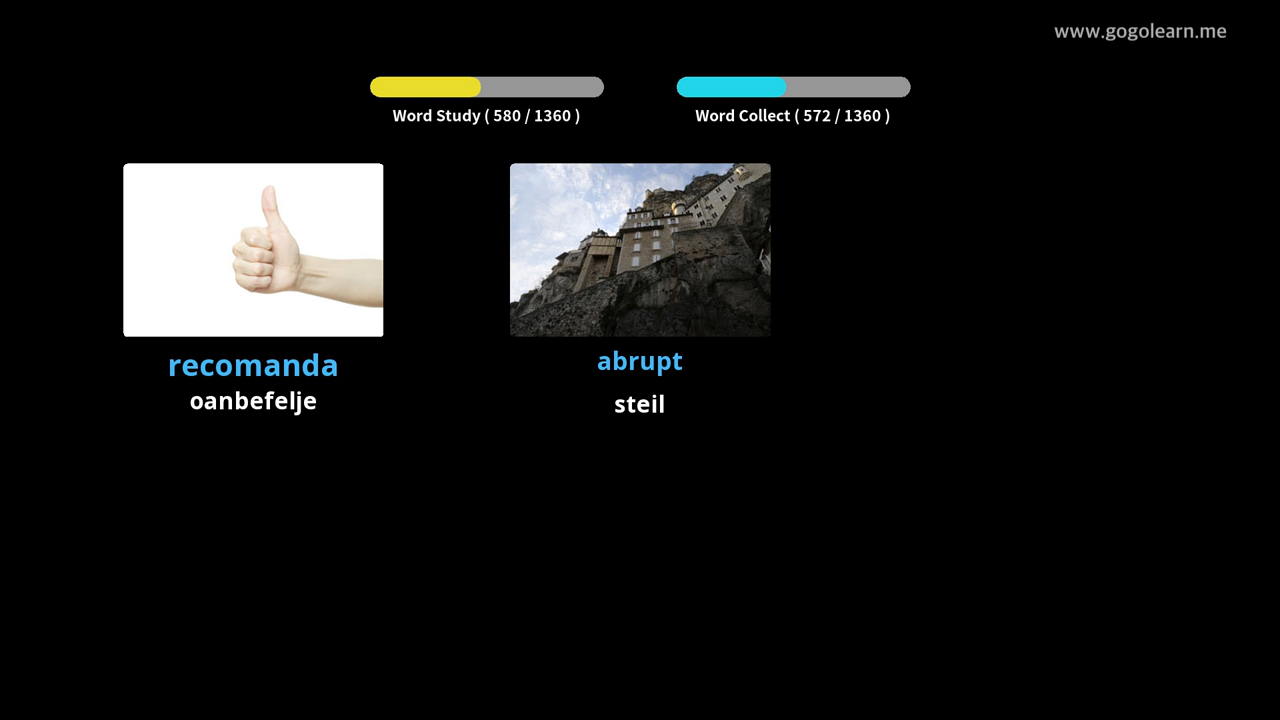 www.gogolearn.me
Word Study ( 580 / 1360 )
Word Collect ( 572 / 1360 )
recomanda
oanbefelje
abrupt
steil